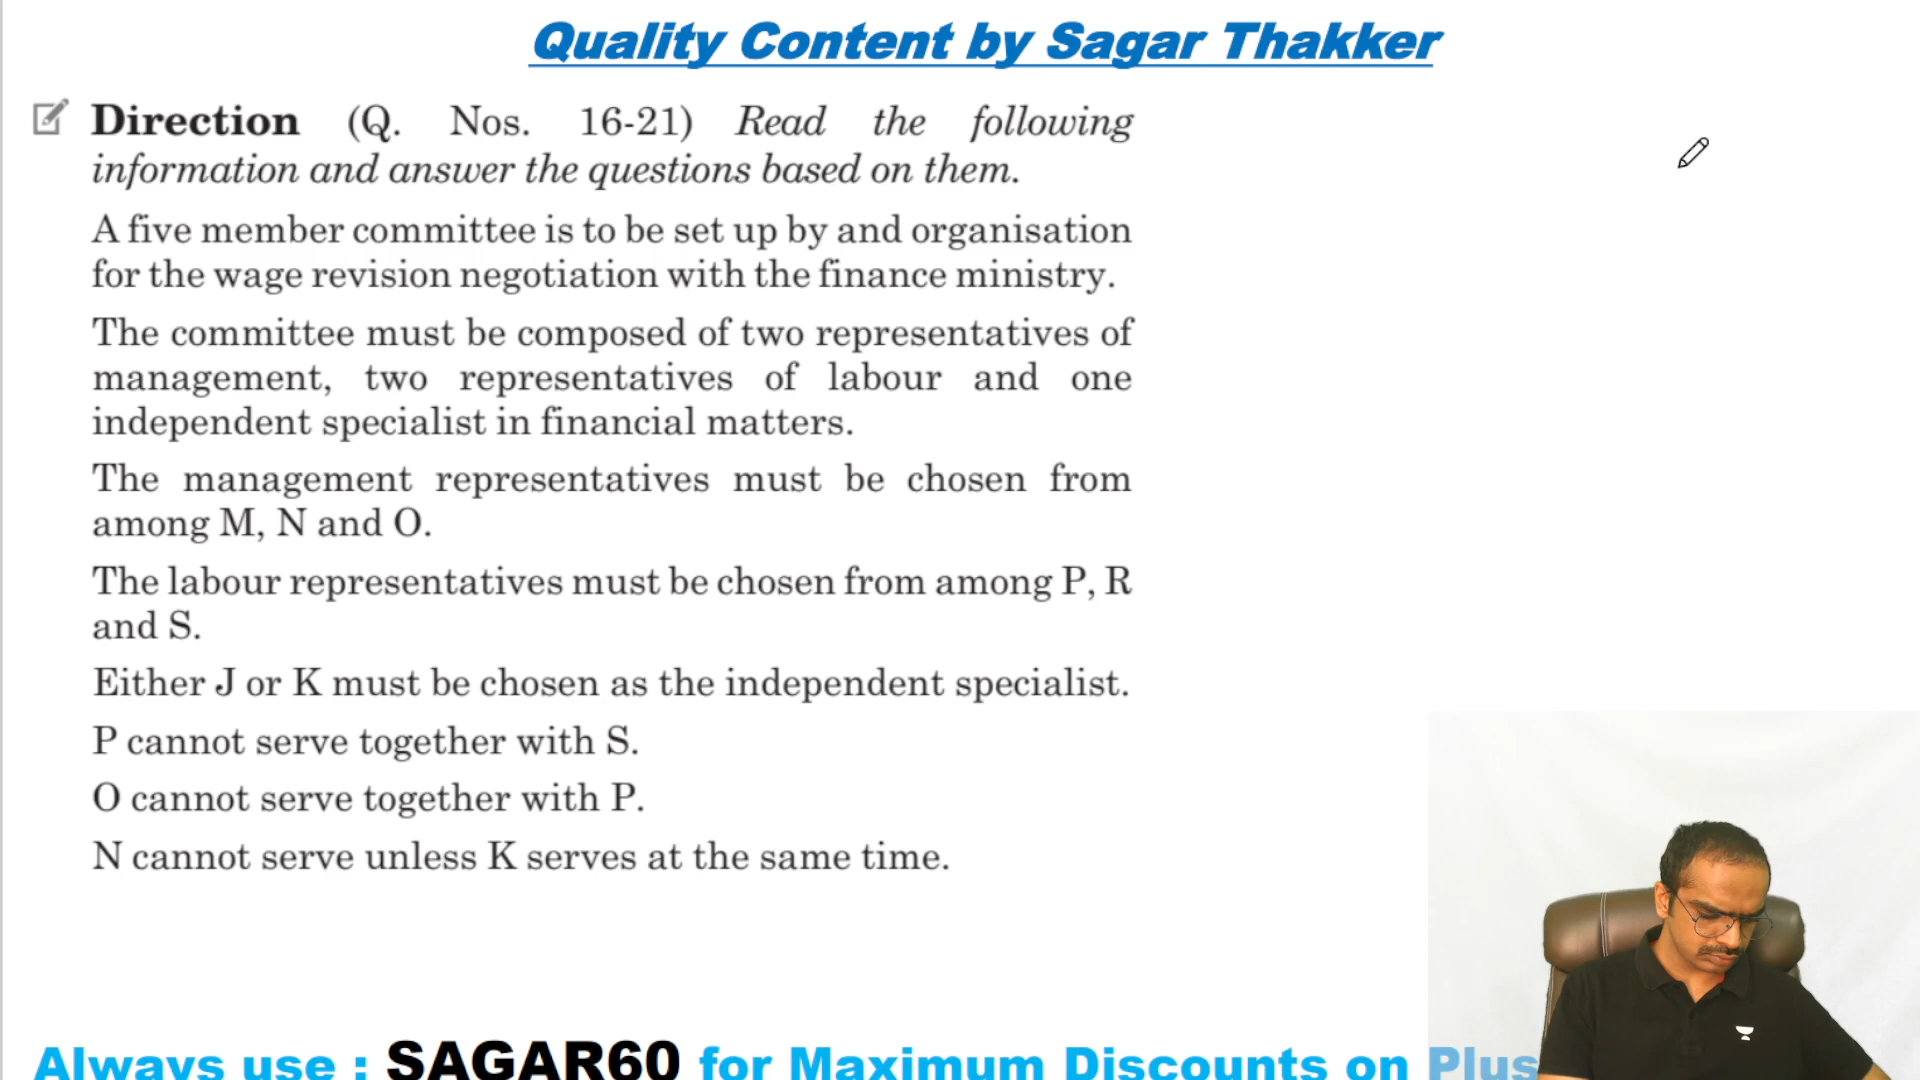 Quality Content by Sagar Thakker
Direction (Q. Nos. 16-21) Read the following
information and answer the questions based on them.
A five member committee is to be set up by and organisation
for the wage revision negotiation with the finance ministry.
The committee must be composed of two representatives of
management, two representatives of labour and one
independent specialist in financial matters.
The management representatives must be chosen from
among M, N and O.
The labour representatives must be chosen from among P, R
and S.
Either J or K must be chosen as the independent specialist.
P cannot serve together with S.
O cannot serve together with P.
N cannot serve unless K serves at the same time.
Always use : SAGAR60 for Maximum Discounts on Plus